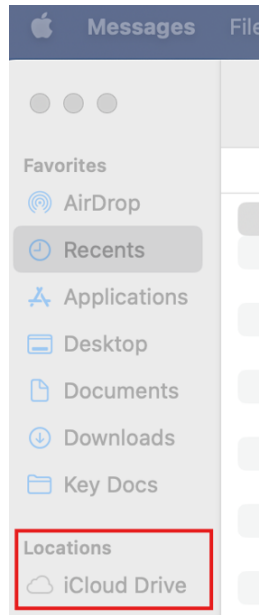 Messages File
Favorites
AirDrop
Recents
Applications
Desktop
Documents
Downloads
Key Docs
Locations
iCloud Drive